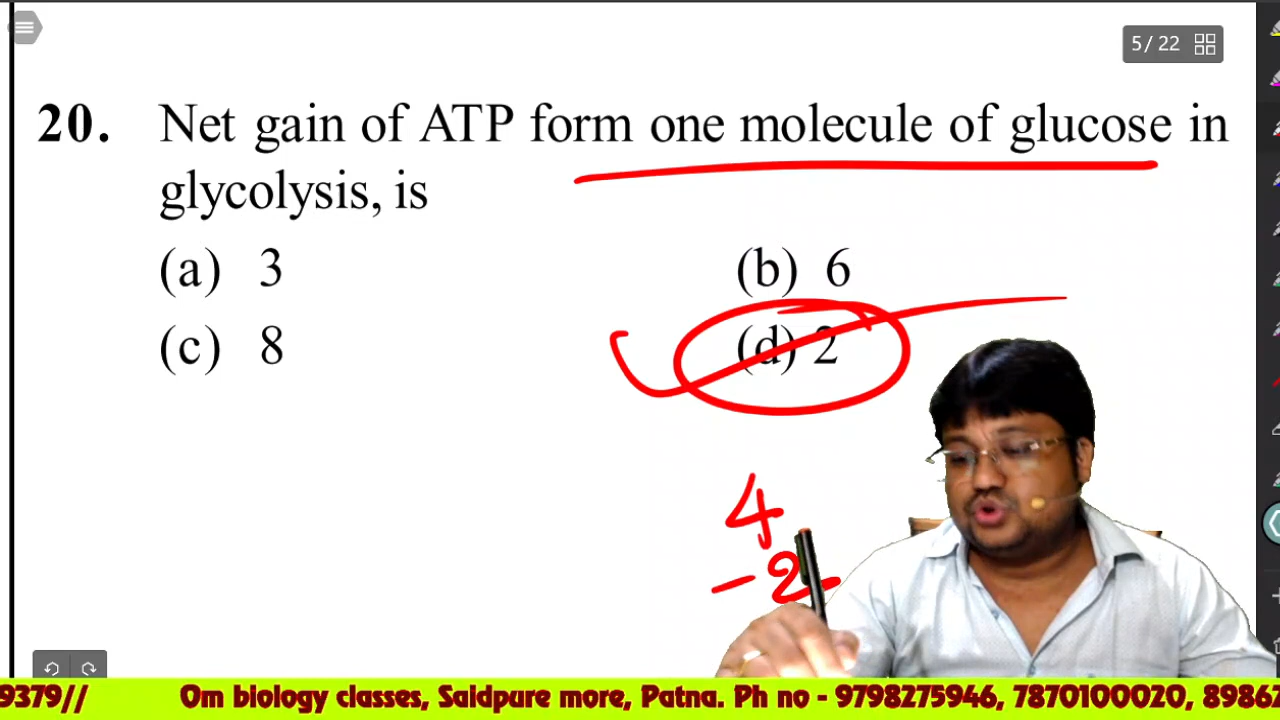 5/ 22
20. Net gain of ATP form one molecule of glucose in
glycolysis, is
(a) 3 (b) 6
(c) 8 (d) 2
4
- 2
9379// Om biology classes, Saidpure more, Patna. Ph no - 9798275946, 7870100020, 8986